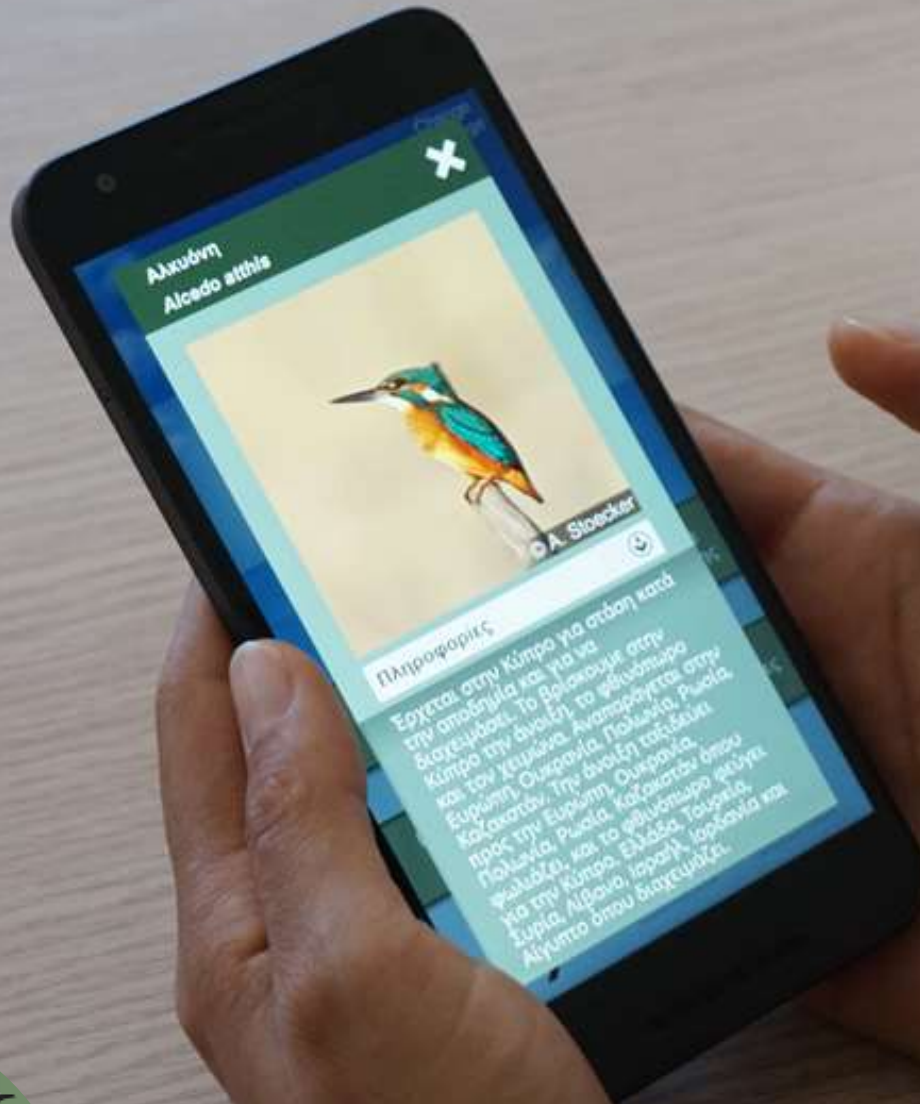 Αλκυόνη
Alcedo atthis
© A. Stoecker
Πληροφορίες
Έρχεται στην Κύπρο για στάση κατά
την αποδημία και για να
διαχειμάσει. Το βρίσκουμε στην
Κύπρο την άνοιξη, το φθινόπωρο
και τον χειμώνα. Αναπαράγεται στην
Ευρώπη, Ουκρανία, Πολωνία, Ρωσία,
Καζακστάν. Την άνοιξη ταξιδεύει
προς την Ευρώπη, Ουκρανία,
Πολωνία, Ρωσία, Καζακστάν όπου
φωλιάζει, και το φθινόπωρο φεύγει
για την Κύπρο, Ελλάδα, Τουρκία,
Συρία, Λίβανο, Ισραήλ, Ιορδανία και
Αίγυπτο όπου διαχειμάζει.